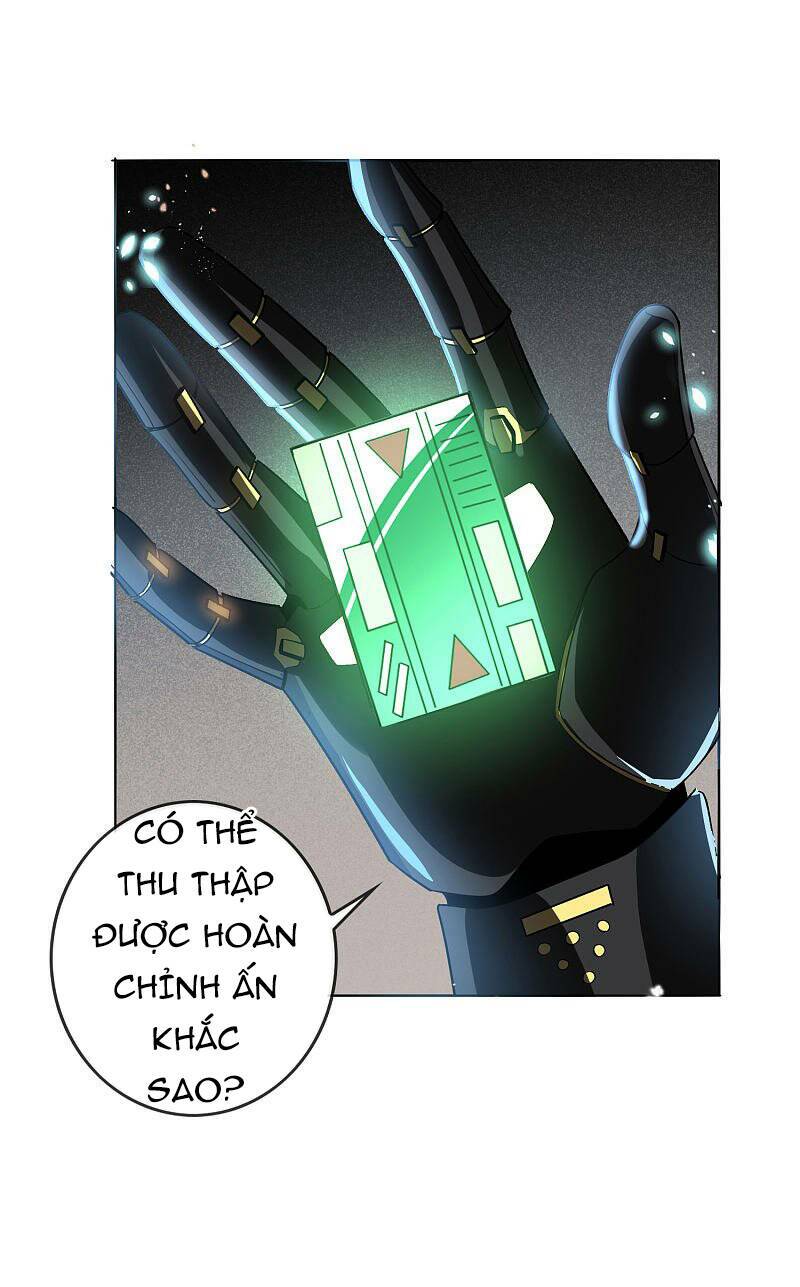 CÓ THỂ
THU THẬP
ĐƯỢC HOÀN
CHỈNH ẤN
KHẮC
SAO?